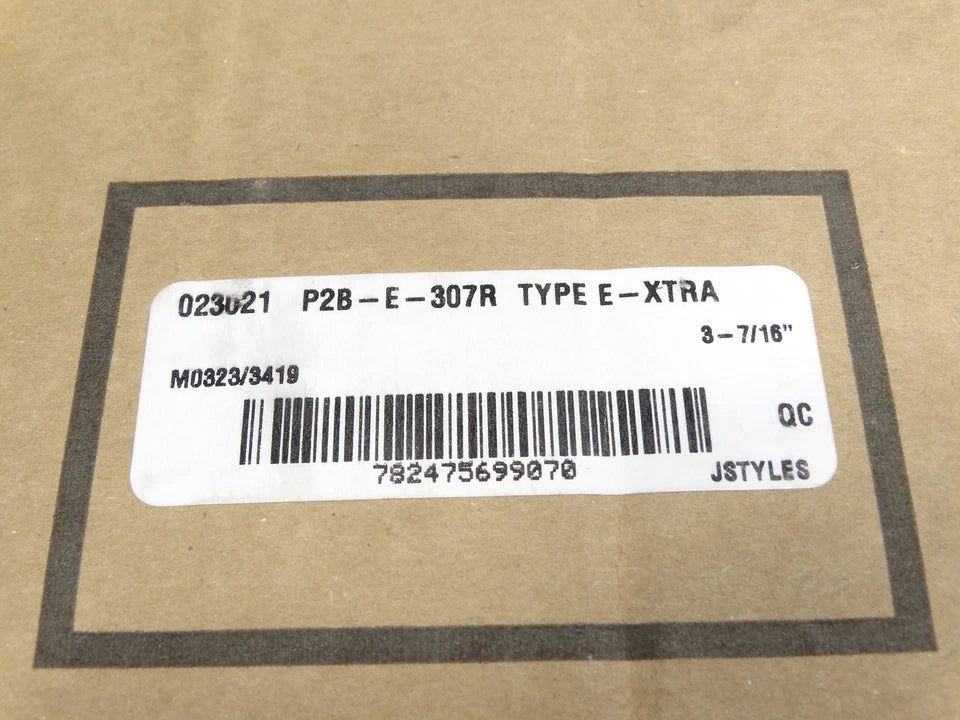 023021 P2B-E-307R TYPE E-XTRA
3-7/16"
M0323/3419
QC
782475699070
JSTYLES